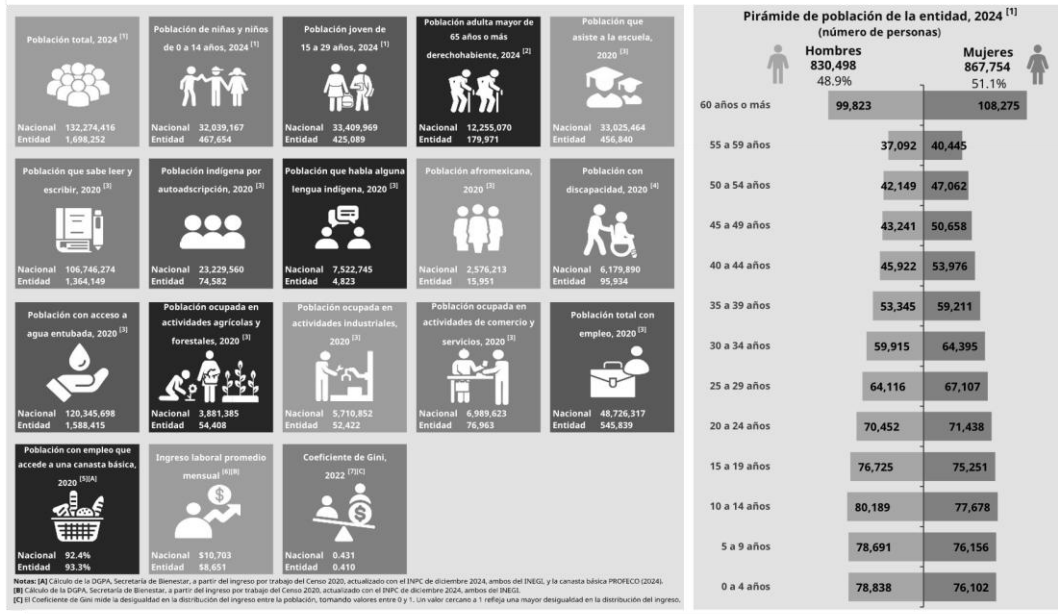 Población total, 2024 [1]
Nacional 132,274,416
Entidad 1,698,252
Población de niñas y niños
de 0 a 14 años, 2024 [1]
Nacional 32,039,167
Entidad 467,654
Población joven de
15 a 29 años, 2024 [1]
Nacional 33,409,969
Entidad 425,089
Población adulta mayor de
65 años o más
derechohabiente, 2024 [2]
Nacional 12,255,070
Entidad 179,971
Población que
asiste a la escuela,
2020 [3]
Nacional 33,025,464
Entidad 456,840
Población que sabe leer y
escribir, 2020 [3]
Nacional 106,746,274
Entidad 1,364,149
Población indígena por
autoadscripción, 2020 [3]
Nacional 23,229,560
Entidad 74,582
Población que habla alguna
lengua indígena, 2020 [3]
Nacional 7,522,745
Entidad 4,823
Población afromexicana,
2020 [3]
Nacional 2,576,213
Entidad 15,951
Población con
discapacidad, 2020 [4]
Nacional 6,179,890
Entidad 95,934
Población con acceso a
agua entubada, 2020 [3]
Nacional 120,345,698
Entidad 1,588,415
Población ocupada en
actividades agrícolas y
forestales, 2020 [3]
Nacional 3,881,385
Entidad 54,408
Población ocupada en
actividades industriales,
2020 [3]
Nacional 5,710,852
Entidad 52,422
Población ocupada en
actividades de comercio y
servicios, 2020 [3]
Nacional 6,989,623
Entidad 76,963
Población total con
empleo, 2020 [3]
Nacional 48,726,317
Entidad 545,839
Población con empleo que
accede a una canasta básica,
2020 [5][A]
Nacional 92.4%
Entidad 93.3%
Ingreso laboral promedio
mensual [6][B]
Nacional $10,703
Entidad $8,651
Coeficiente de Gini,
2022 [7][C]
Nacional 0.431
Entidad 0.410
Notas: [A] Cálculo de la DGPA, Secretaría de Bienestar, a partir del ingreso por trabajo del Censo 2020, actualizado con el INPC de diciembre 2024, ambos del INEGI, y la canasta básica PROFECO (2024).
[B] Cálculo de la DGPA, Secretaría de Bienestar, a partir del ingreso por trabajo del Censo 2020, actualizado con el INPC de diciembre 2024, ambos del INEGI.
[C] El Coeficiente de Gini mide la desigualdad en la distribución del ingreso entre la población, tomando valores entre 0 y 1. Un valor cercano a 1 refleja una mayor desigualdad en la distribución del ingreso.
Pirámide de población de la entidad, 2024 [1]
(número de personas)
Hombres Mujeres
830,498 867,754
48.9% 51.1%
60 años o más 99,823 108,275
55 a 59 años 37,092 40,445
50 a 54 años 42,149 47,062
45 a 49 años 43,241 50,658
40 a 44 años 45,922 53,976
35 a 39 años 53,345 59,211
30 a 34 años 59,915 64,395
25 a 29 años 64,116 67,107
20 a 24 años 70,452 71,438
15 a 19 años 76,725 75,251
10 a 14 años 80,189 77,678
5 a 9 años 78,691 76,156
0 a 4 años 78,838 76,102